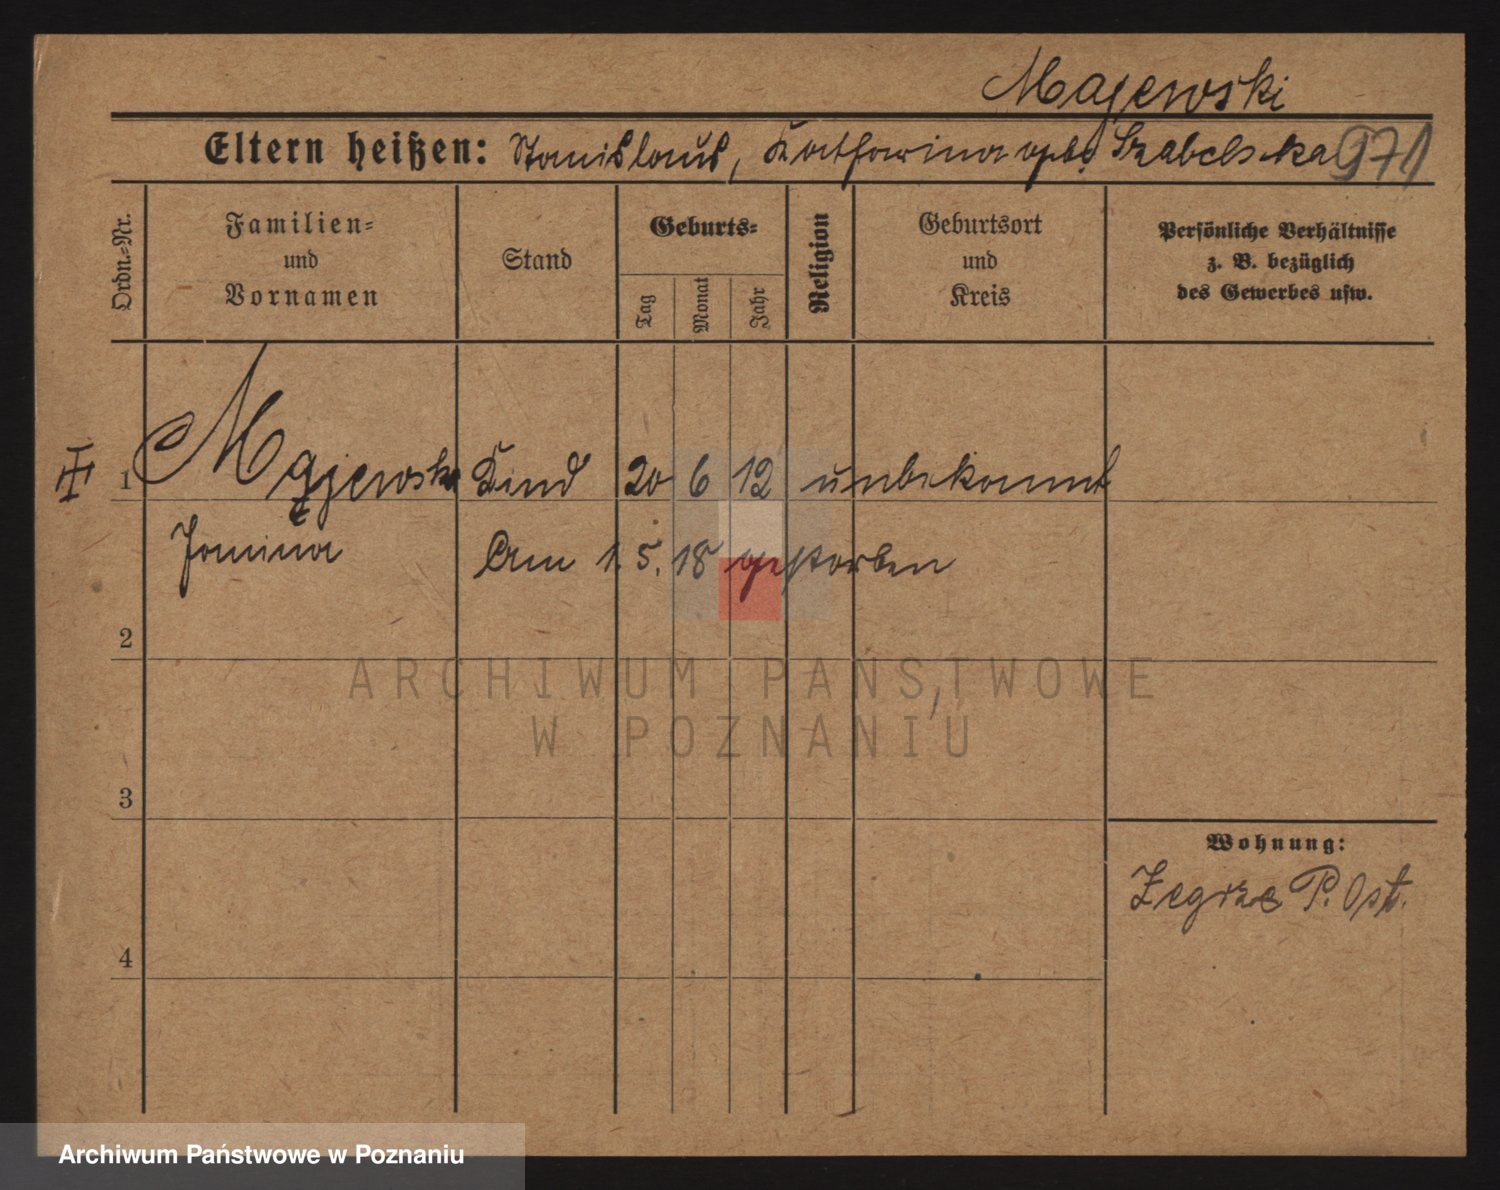 Majewski
Eltern heißen: Stanislaus, Katharina geb. Szabelska 971
Ordn.-Nr.
Familien-
und
Vornamen
Stand
Geburts-
Tag
Monat
Jahr
Religion
Geburtsort
und
Kreis
Persönliche Verhältnisse
z. B. bezüglich
des Gewerbes usw.
1 Majewska Kind 20 6 12 unbekannt
Janina Am 1. 5. 18 gestorben
2
ARCHIWUM PAŃSTWOWE
W POZNANIU
3
Wohnung:
Zegrze P. Ost.
4
Archiwum Państwowe w Poznaniu